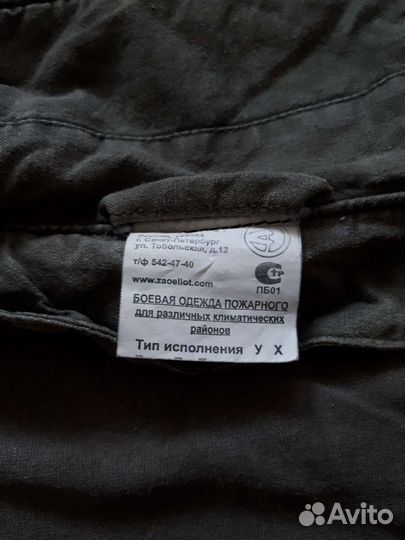 г. Санкт-Петербург
ул. Тобольская, д.12
т/ф 542-47-40
www.zaoeliot.com
ТР
ПБ01
БОЕВАЯ ОДЕЖДА ПОЖАРНОГО
для различных климатических
районов
Тип исполнения У Х
Avito